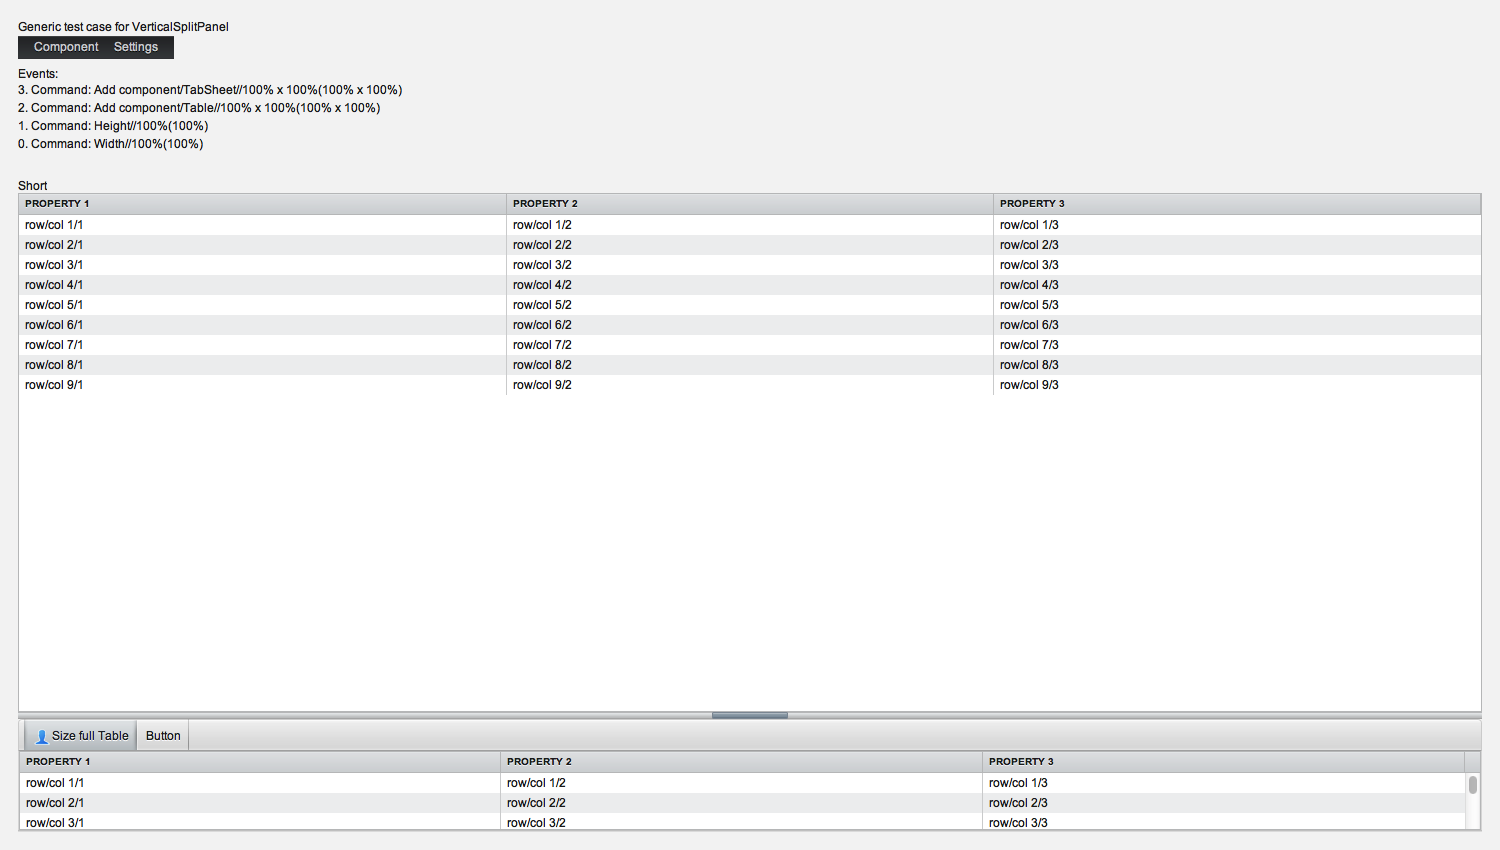 Generic test case for VerticalSplitPanel
Component Settings
Events:
3. Command: Add component/TabSheet//100% x 100%(100% x 100%)
2. Command: Add component/Table//100% x 100%(100% x 100%)
1. Command: Height//100%(100%)
0. Command: Width//100%(100%)
Short
PROPERTY 1 PROPERTY 2 PROPERTY 3
row/col 1/1 row/col 1/2 row/col 1/3
row/col 2/1 row/col 2/2 row/col 2/3
row/col 3/1 row/col 3/2 row/col 3/3
row/col 4/1 row/col 4/2 row/col 4/3
row/col 5/1 row/col 5/2 row/col 5/3
row/col 6/1 row/col 6/2 row/col 6/3
row/col 7/1 row/col 7/2 row/col 7/3
row/col 8/1 row/col 8/2 row/col 8/3
row/col 9/1 row/col 9/2 row/col 9/3
Size full Table Button
PROPERTY 1 PROPERTY 2 PROPERTY 3
row/col 1/1 row/col 1/2 row/col 1/3
row/col 2/1 row/col 2/2 row/col 2/3
row/col 3/1 row/col 3/2 row/col 3/3